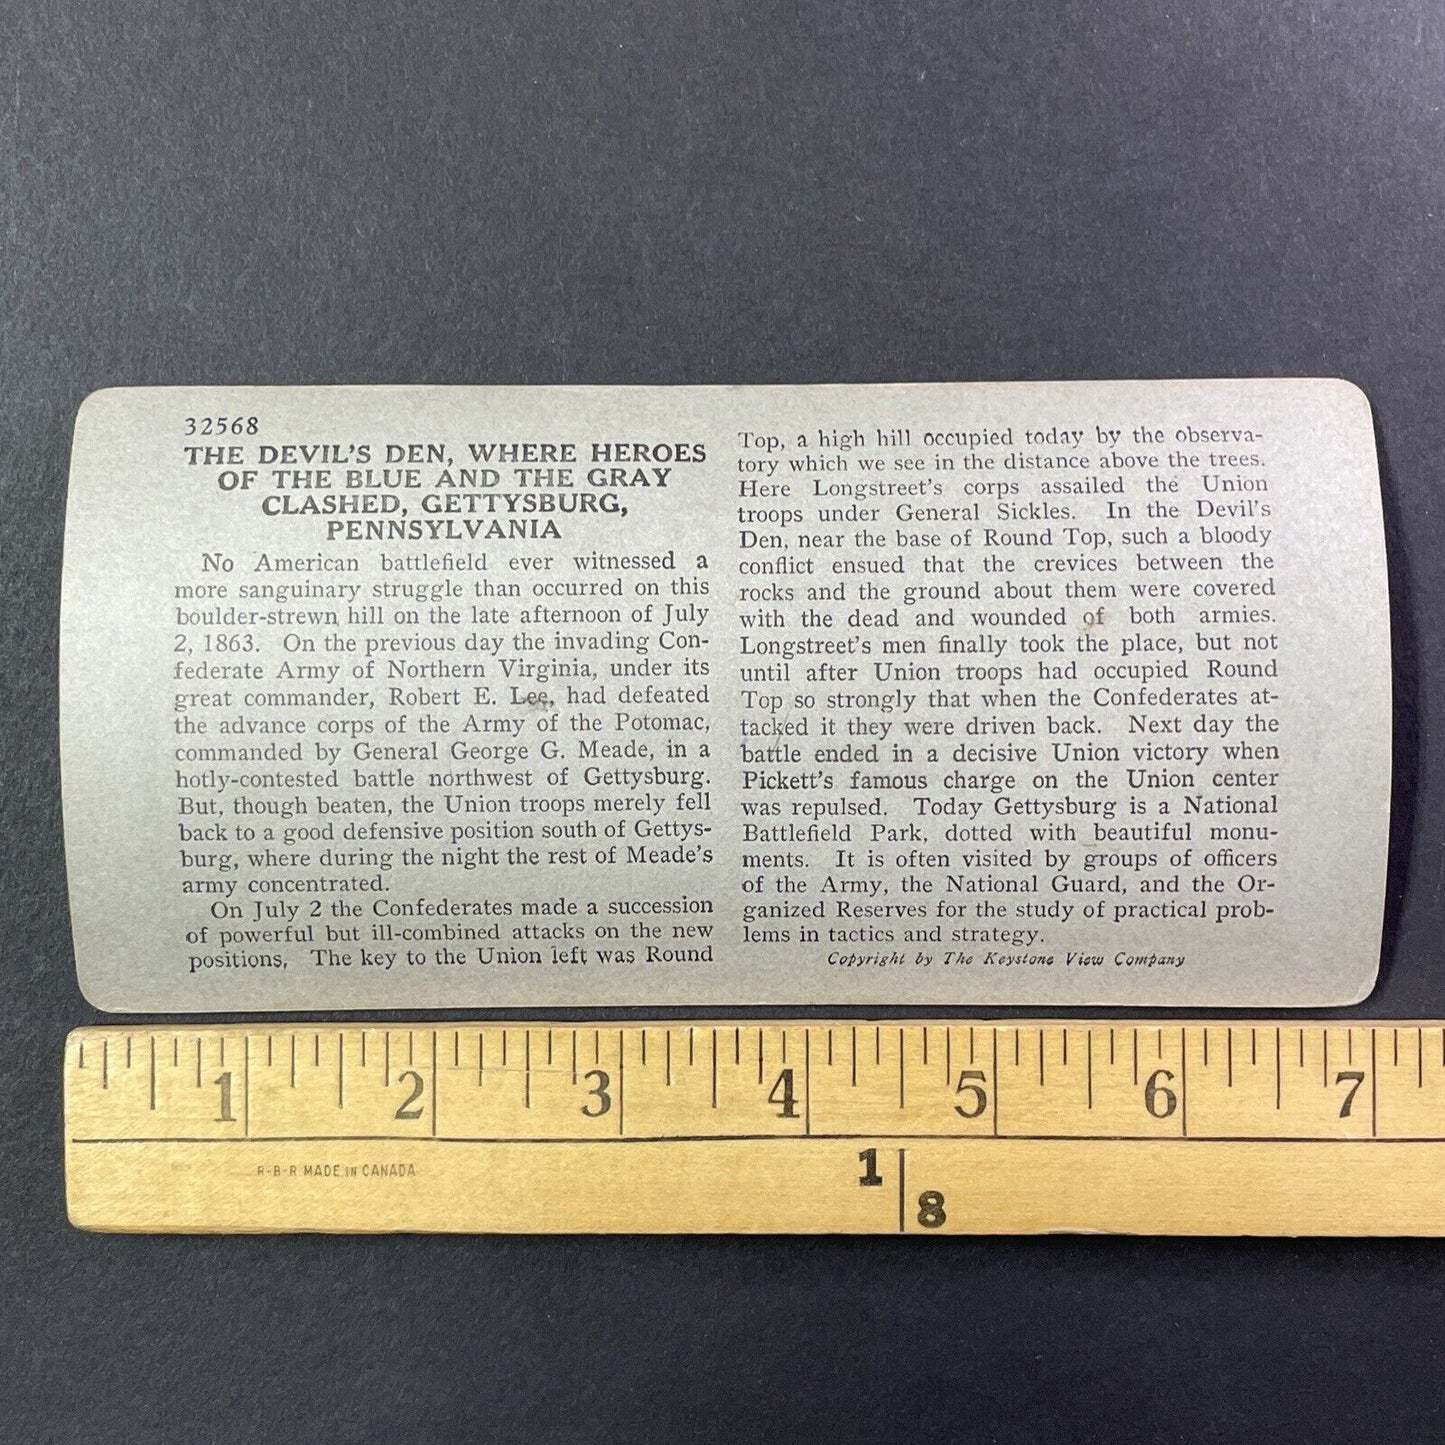 32568
THE DEVIL'S DEN, WHERE HEROES
OF THE BLUE AND THE GRAY
CLASHED, GETTYSBURG,
PENNSYLVANIA
No American battlefield ever witnessed a
more sanguinary struggle than occurred on this
boulder-strewn hill on the late afternoon of July
2, 1863. On the previous day the invading Con-
federate Army of Northern Virginia, under its
great commander, Robert E. Lee, had defeated
the advance corps of the Army of the Potomac,
commanded by General George G. Meade, in a
hotly-contested battle northwest of Gettysburg.
But, though beaten, the Union troops merely fell
back to a good defensive position south of Gettys-
burg, where during the night the rest of Meade's
army concentrated.
On July 2 the Confederates made a succession
of powerful but ill-combined attacks on the new
positions, The key to the Union left was Round
Top, a high hill occupied today by the observa-
tory which we see in the distance above the trees.
Here Longstreet's corps assailed the Union
troops under General Sickles. In the Devil's
Den, near the base of Round Top, such a bloody
conflict ensued that the crevices between the
rocks and the ground about them were covered
with the dead and wounded of both armies.
Longstreet's men finally took the place, but not
until after Union troops had occupied Round
Top so strongly that when the Confederates at-
tacked it they were driven back. Next day the
battle ended in a decisive Union victory when
Pickett's famous charge on the Union center
was repulsed. Today Gettysburg is a National
Battlefield Park, dotted with beautiful monu-
ments. It is often visited by groups of officers
of the Army, the National Guard, and the Or-
ganized Reserves for the study of practical prob-
lems in tactics and strategy.
Copyright by The Keystone View Company
1 2 3 4 5 6 7
R-B-R MADE IN CANADA
1
8